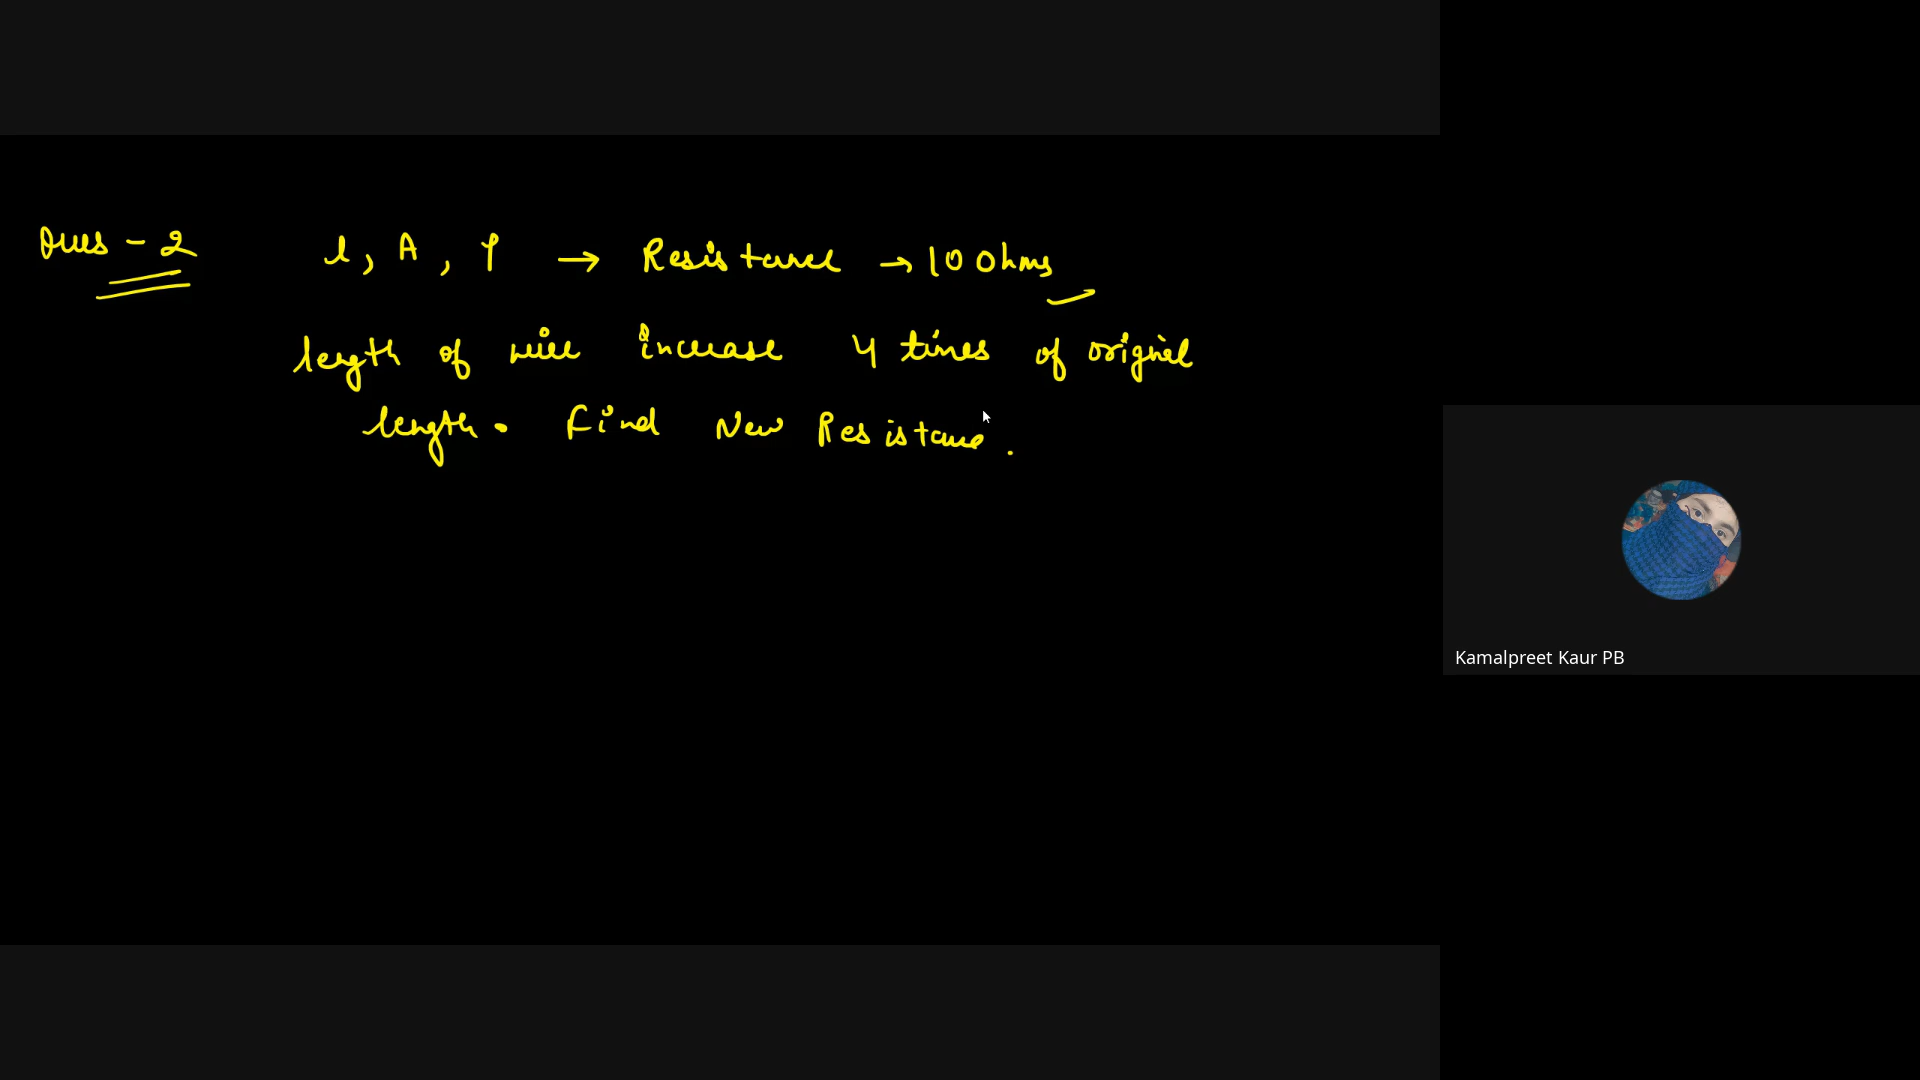 Ques - 2 l, A, ρ → Resistance → 10 ohms
length of wire increase 4 times of original
length. Find New Resistance.
Kamalpreet Kaur PB